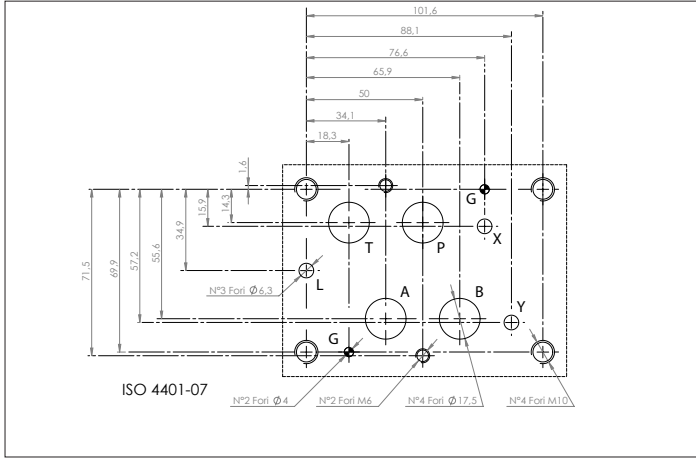 101,6
88,1
76,6
65,9
50
34,1
18,3
1,6
71,5
69,9
57,2
55,6
34,9
15,9
14,3
G
T
P
X
L
N°3 Fori Ø6,3
A
B
Y
G
ISO 4401-07
N°2 Fori Ø4
N°2 Fori M6
N°4 Fori Ø17,5
N°4 Fori M10